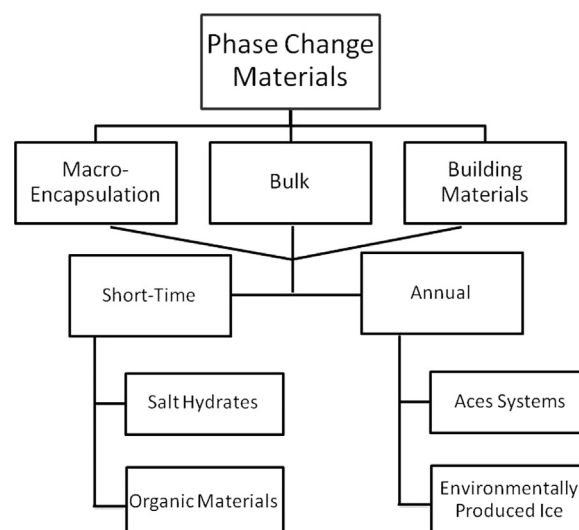 Phase Change
Materials
Macro-
Encapsulation
Bulk
Building
Materials
Short-Time
Annual
Salt Hydrates
Aces Systems
Organic Materials
Environmentally
Produced Ice